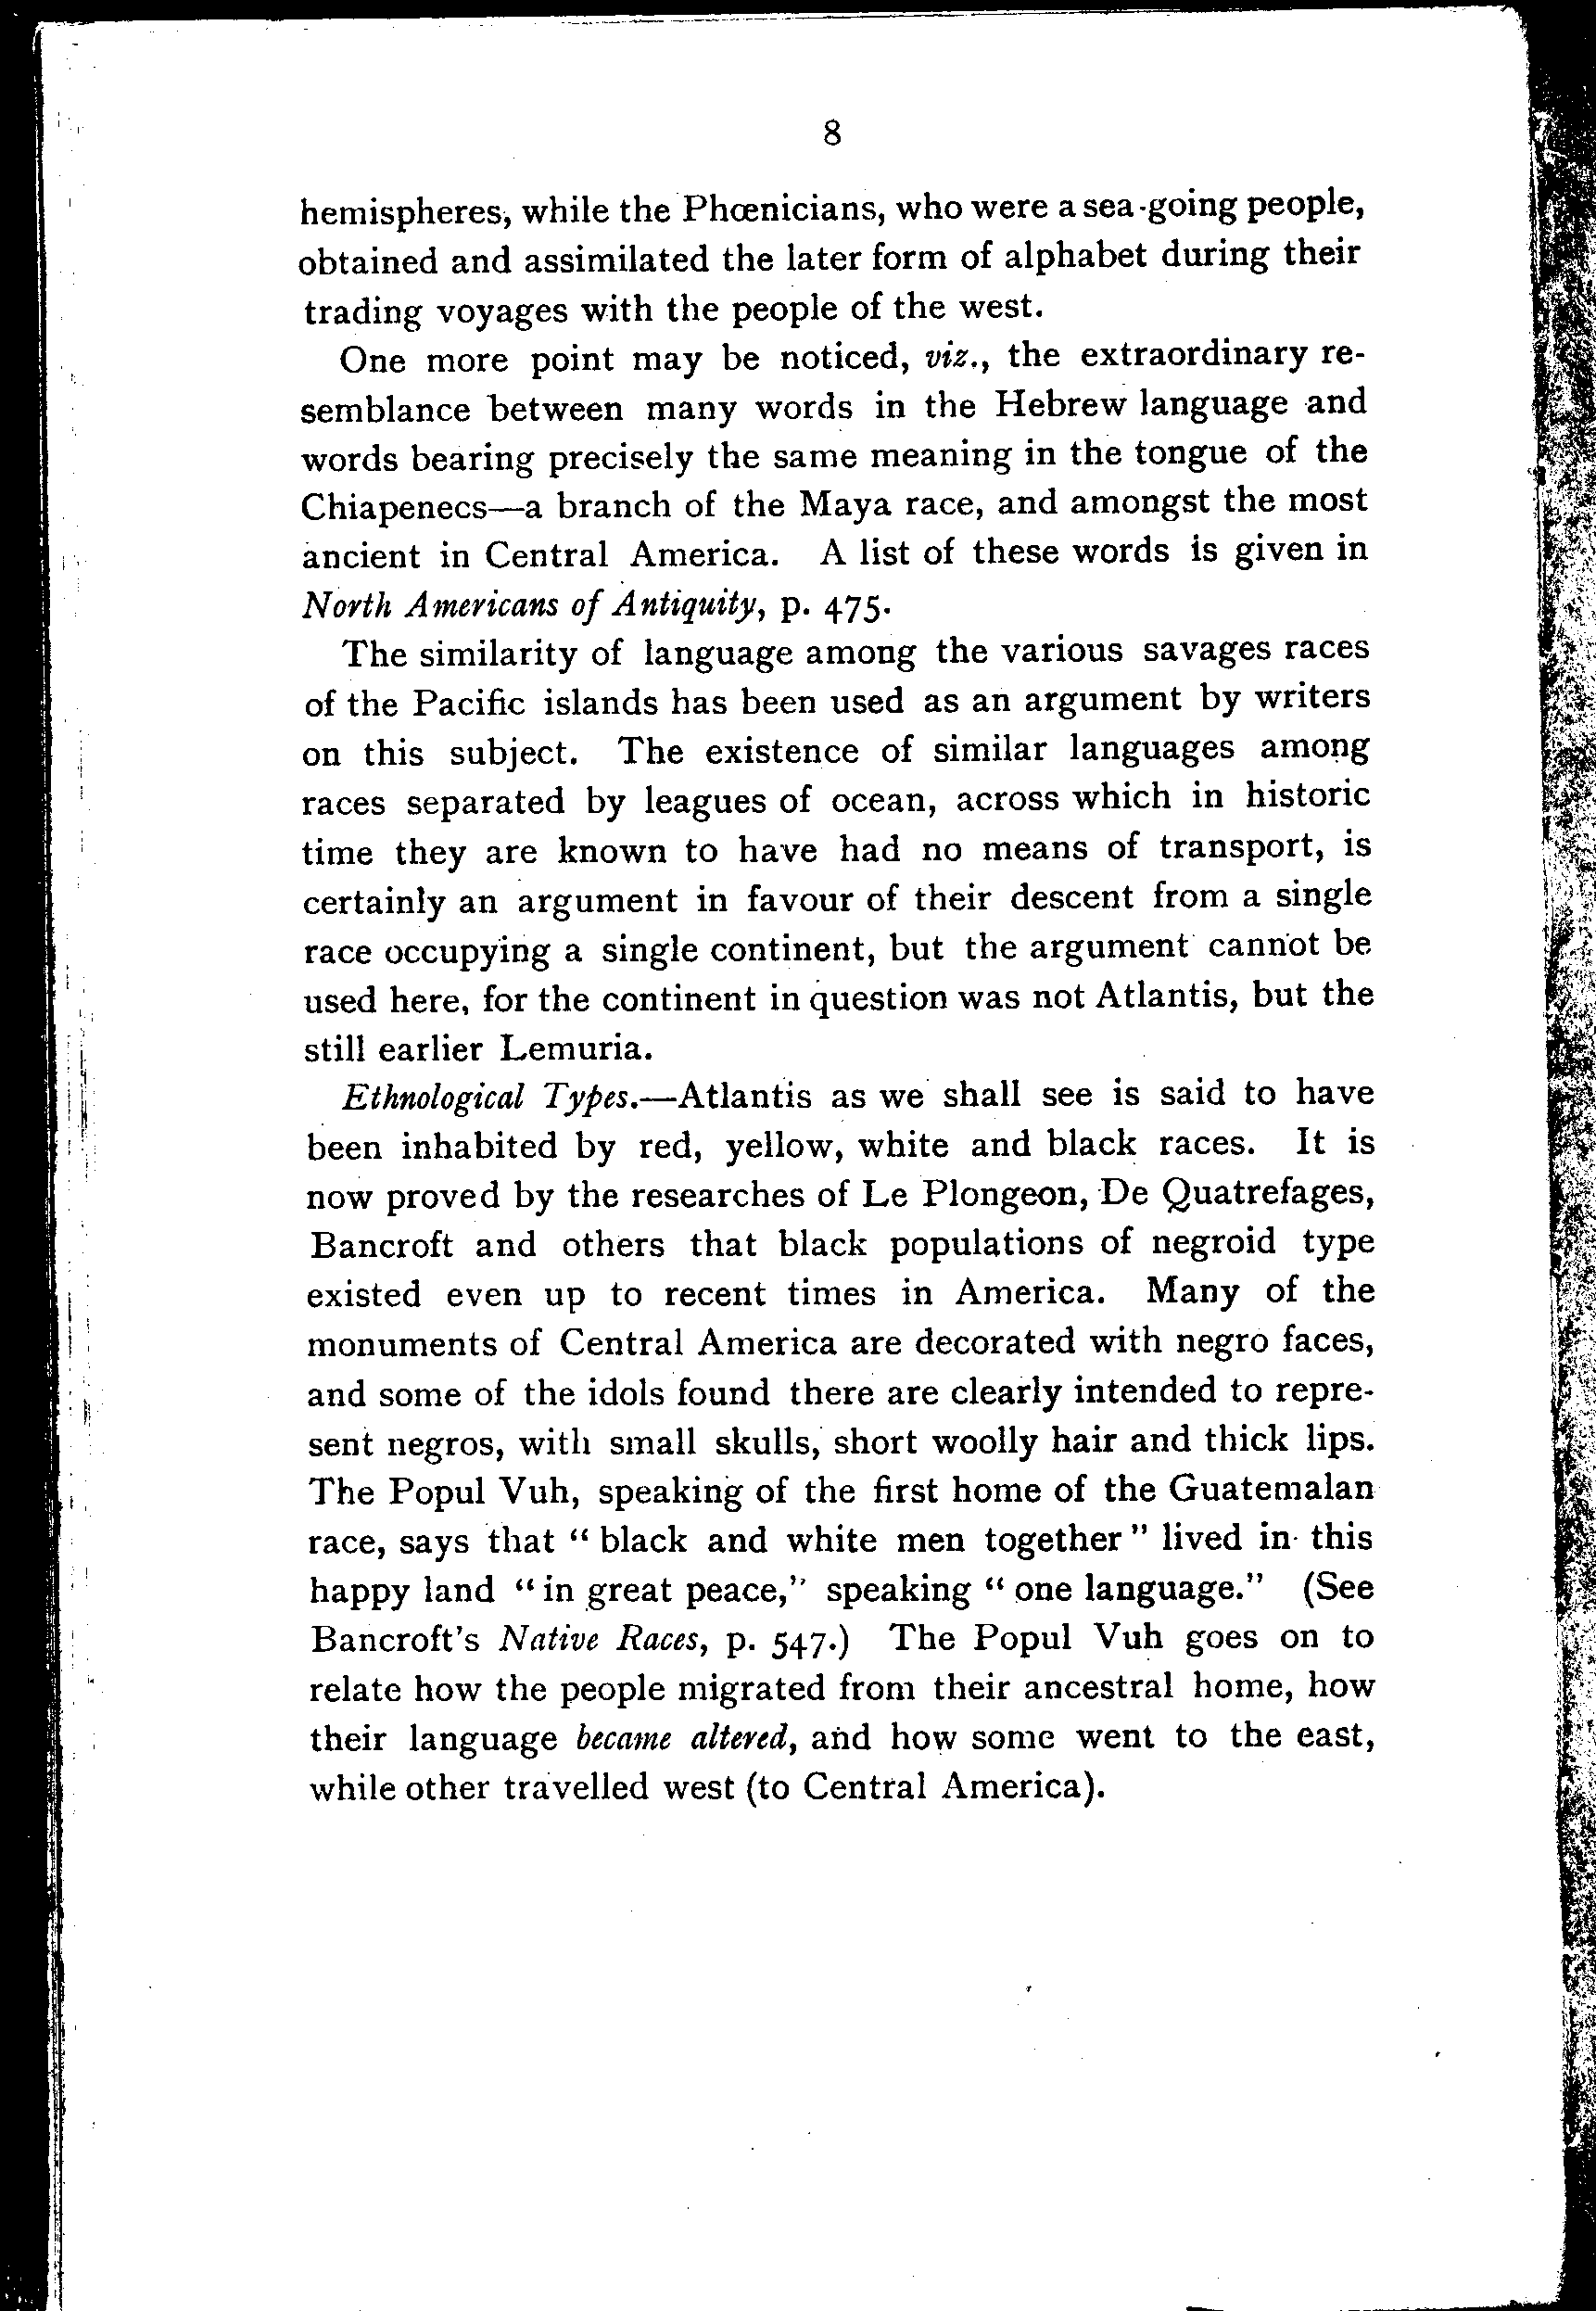 8
hemispheres, while the Phœnicians, who were a sea-going people,
obtained and assimilated the later form of alphabet during their
trading voyages with the people of the west.
One more point may be noticed, viz., the extraordinary re-
semblance between many words in the Hebrew language and
words bearing precisely the same meaning in the tongue of the
Chiapenecs—a branch of the Maya race, and amongst the most
ancient in Central America. A list of these words is given in
North Americans of Antiquity, p. 475.
The similarity of language among the various savages races
of the Pacific islands has been used as an argument by writers
on this subject. The existence of similar languages among
races separated by leagues of ocean, across which in historic
time they are known to have had no means of transport, is
certainly an argument in favour of their descent from a single
race occupying a single continent, but the argument cannot be
used here, for the continent in question was not Atlantis, but the
still earlier Lemuria.
Ethnological Types.—Atlantis as we shall see is said to have
been inhabited by red, yellow, white and black races. It is
now proved by the researches of Le Plongeon, De Quatrefages,
Bancroft and others that black populations of negroid type
existed even up to recent times in America. Many of the
monuments of Central America are decorated with negro faces,
and some of the idols found there are clearly intended to repre-
sent negros, with small skulls, short woolly hair and thick lips.
The Popul Vuh, speaking of the first home of the Guatemalan
race, says that “ black and white men together ” lived in this
happy land “ in great peace,” speaking “ one language.” (See
Bancroft's Native Races, p. 547.) The Popul Vuh goes on to
relate how the people migrated from their ancestral home, how
their language became altered, and how some went to the east,
while other travelled west (to Central America).